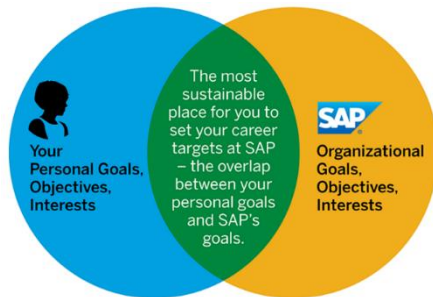 Your
Personal Goals,
Objectives,
Interests
The most
sustainable
place for you to
set your career
targets at SAP
– the overlap
between your
personal goals
and SAP's
goals.
SAP
Organizational
Goals,
Objectives,
Interests